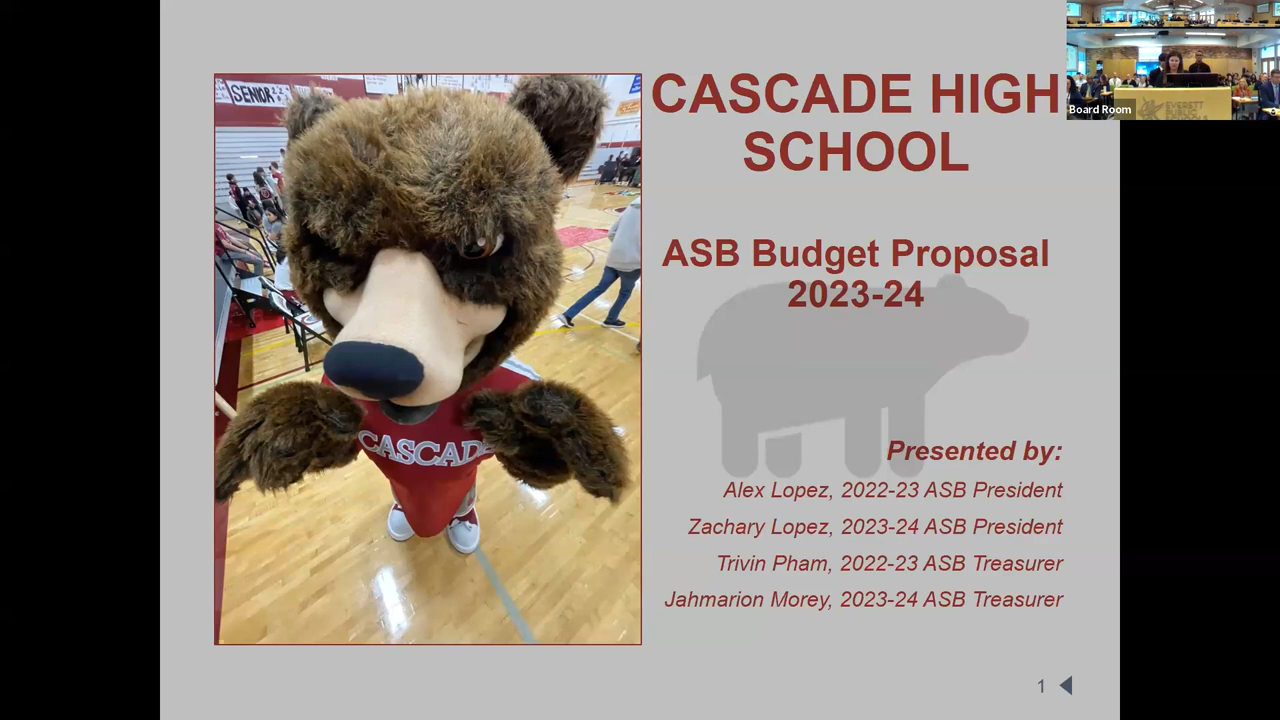 CASCADE HIGH
SCHOOL
ASB Budget Proposal
2023-24
Presented by:
Alex Lopez, 2022-23 ASB President
Zachary Lopez, 2023-24 ASB President
Trivin Pham, 2022-23 ASB Treasurer
Jahmarion Morey, 2023-24 ASB Treasurer
1
SENIOR
CASCADE
Board Room
EVERETT